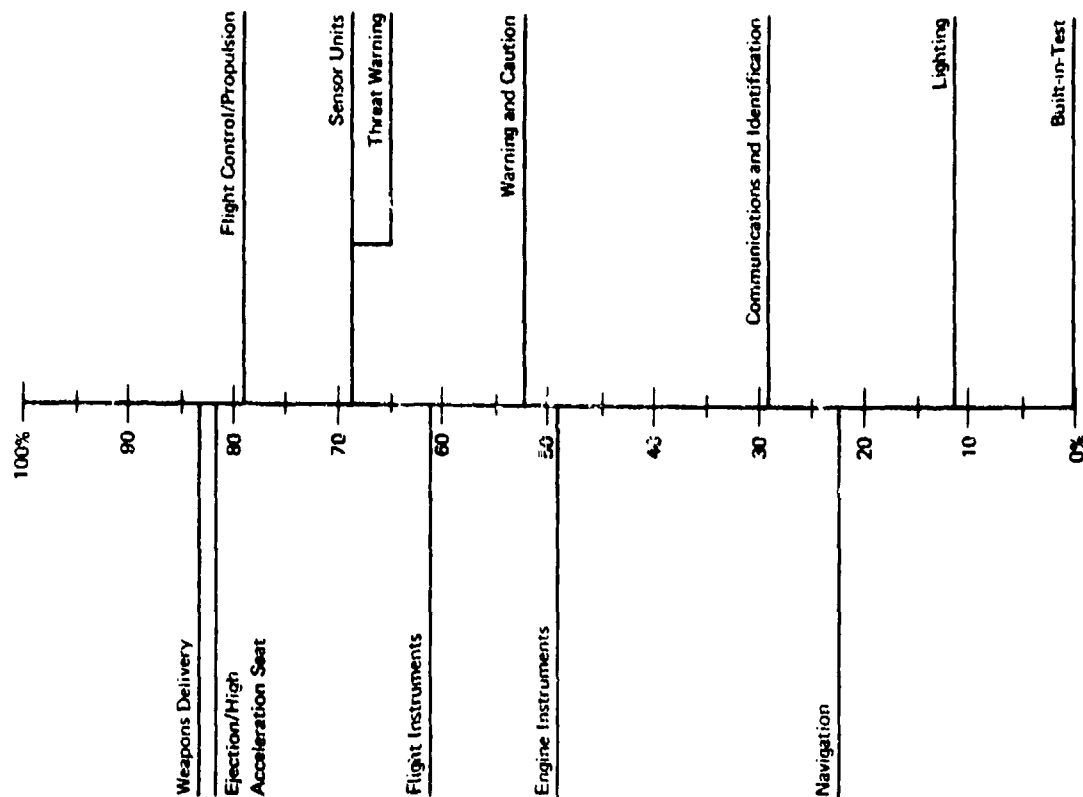 Flight Control/Propulsion
Sensor Units
Threat Warning
Warning and Caution
Communications and Identification
Lighting
Built-in-Test
100%
90
80
70
60
50
40
30
20
10
0%
Weapons Delivery
Ejection/High
Acceleration Seat
Flight Instruments
Engine Instruments
Navigation